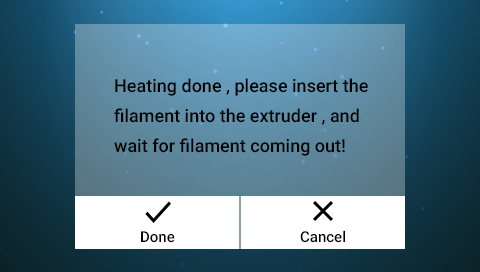 Heating done , please insert the
filament into the extruder , and
wait for filament coming out!
Done
Cancel